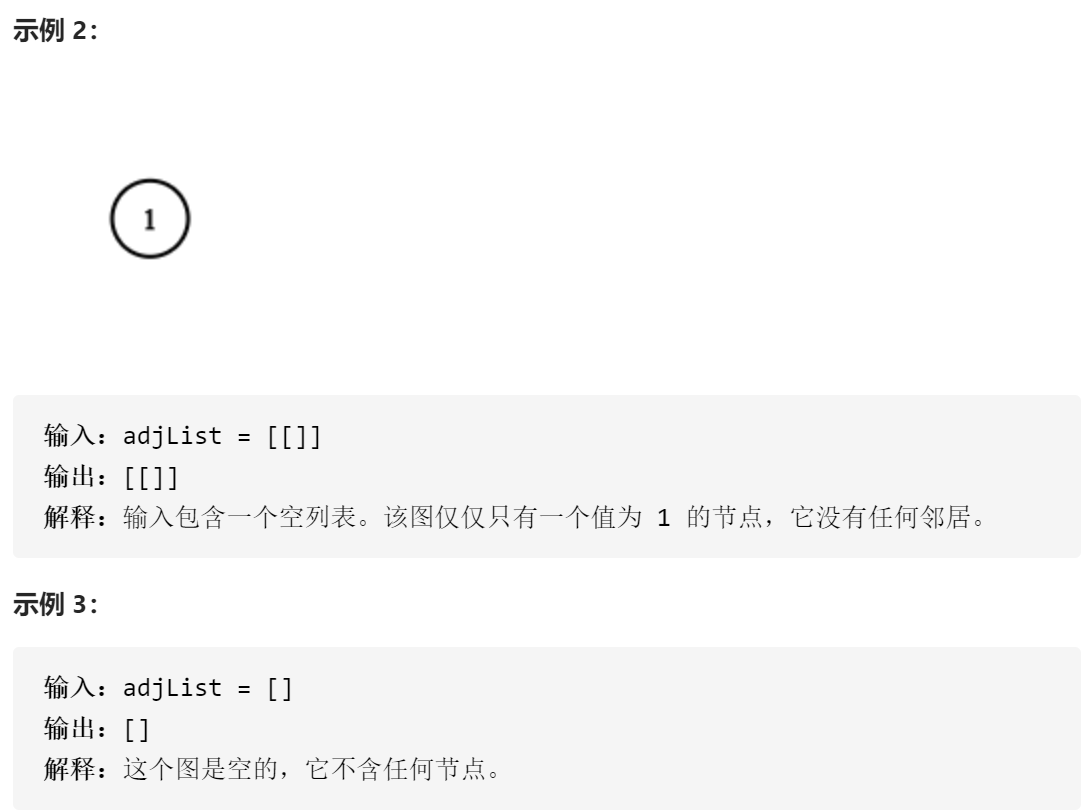 示例 2：
1
输入：adjList = [[]]
输出：[[]]
解释：输入包含一个空列表。该图仅仅只有一个值为 1 的节点，它没有任何邻居。
示例 3：
输入：adjList = []
输出：[]
解释：这个图是空的，它不含任何节点。